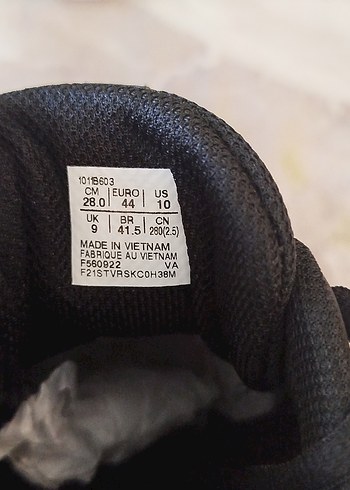 1011B603
CM EURO US
28.0 44 10
UK BR CN
9 41.5 280(2.5)
MADE IN VIETNAM
FABRIQUE AU VIETNAM
F560922 VA
F21STVRSKC0H38M